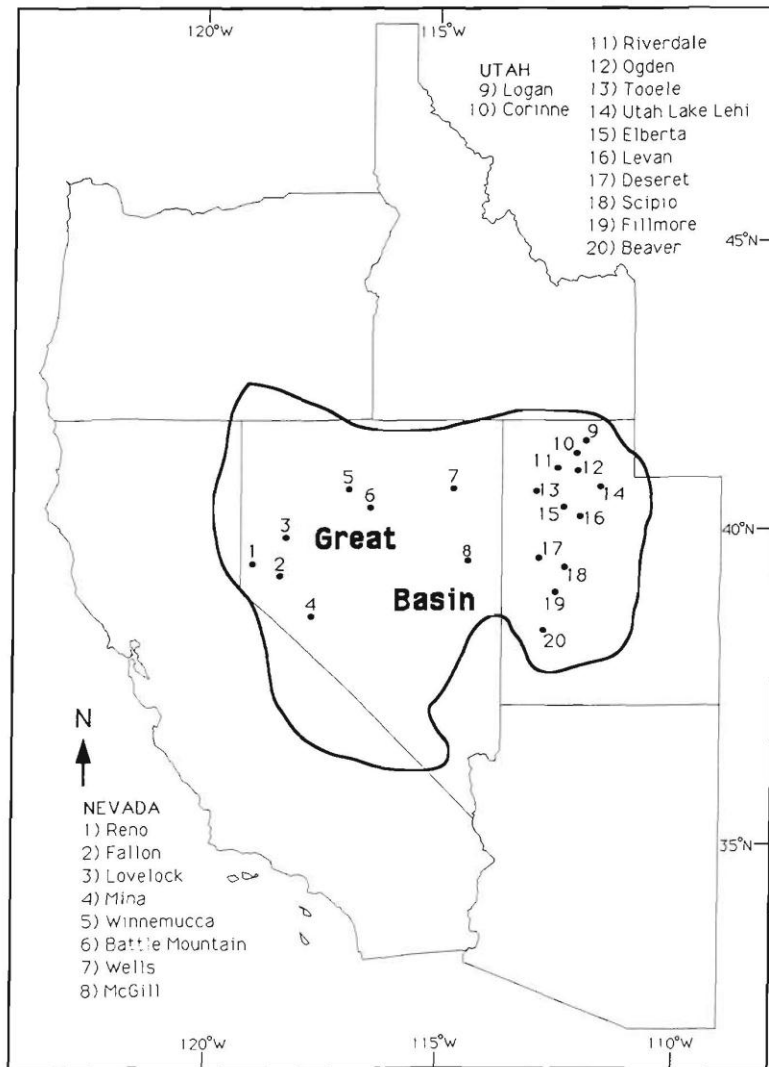 120°W
115°W
UTAH
9) Logan
10) Corinne
11) Riverdale
12) Ogden
13) Tooele
14) Utah Lake Lehi
15) Elberta
16) Levan
17) Deseret
18) Scipio
19) Fillmore
20) Beaver
45°N
9
10
11
12
5
7
13
14
6
15
16
3
40°N
Great
1
2
8
17
18
Basin
4
19
20
N
NEVADA
1) Reno
2) Fallon
3) Lovelock
4) Mina
5) Winnemucca
6) Battle Mountain
7) Wells
8) McGill
35°N
120°W
115°W
110°W